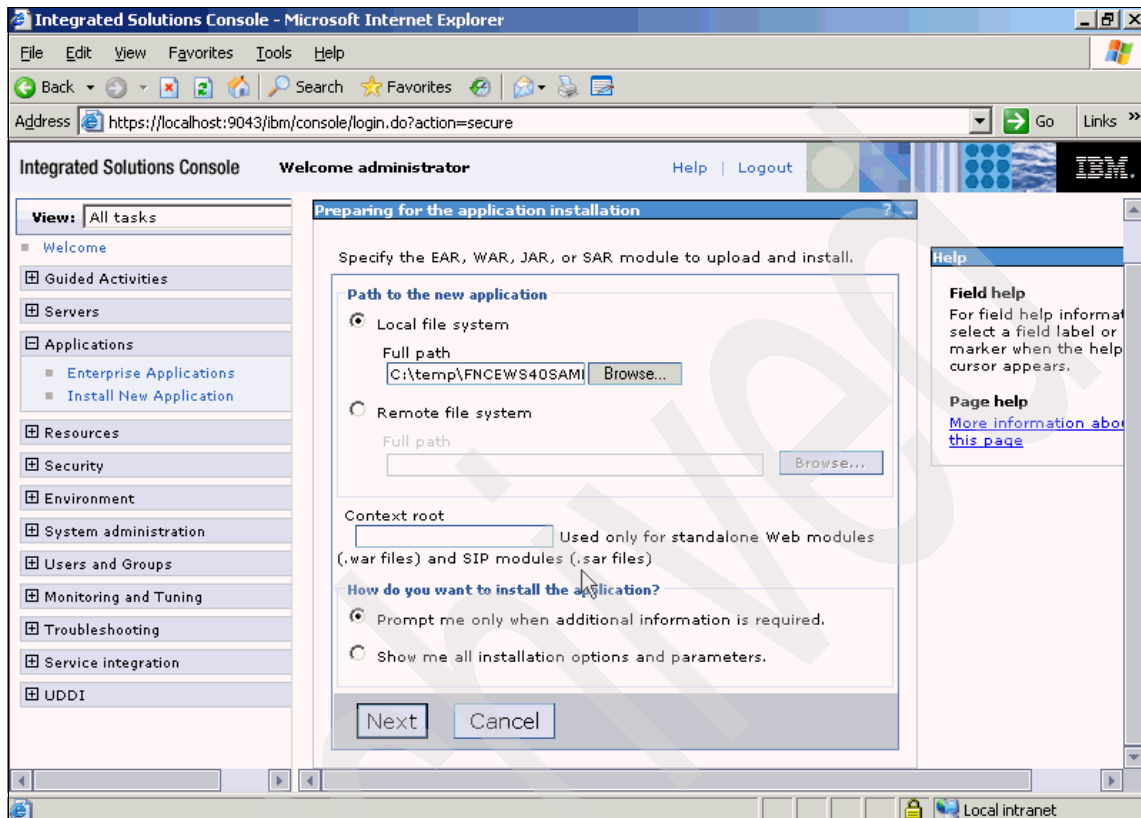 Integrated Solutions Console - Microsoft Internet Explorer
File Edit View Favorites Tools Help
Back Search Favorites
Address https://localhost:9043/ibm/console/login.do?action=secure Go Links »
Integrated Solutions Console Welcome administrator Help | Logout IBM.
View: All tasks
Welcome
Guided Activities
Servers
Applications
Enterprise Applications
Install New Application
Resources
Security
Environment
System administration
Users and Groups
Monitoring and Tuning
Troubleshooting
Service integration
UDDI
Preparing for the application installation ? _
Specify the EAR, WAR, JAR, or SAR module to upload and install.
Path to the new application
Local file system
Full path
C:\temp\FNCEWS40SAM Browse...
Remote file system
Full path
Browse...
Context root
Used only for standalone Web modules
(.war files) and SIP modules (.sar files)
How do you want to install the application?
Prompt me only when additional information is required.
Show me all installation options and parameters.
Next Cancel
Help
Field help
For field help informat
select a field label or
marker when the help
cursor appears.
Page help
More information abou
this page
Local intranet